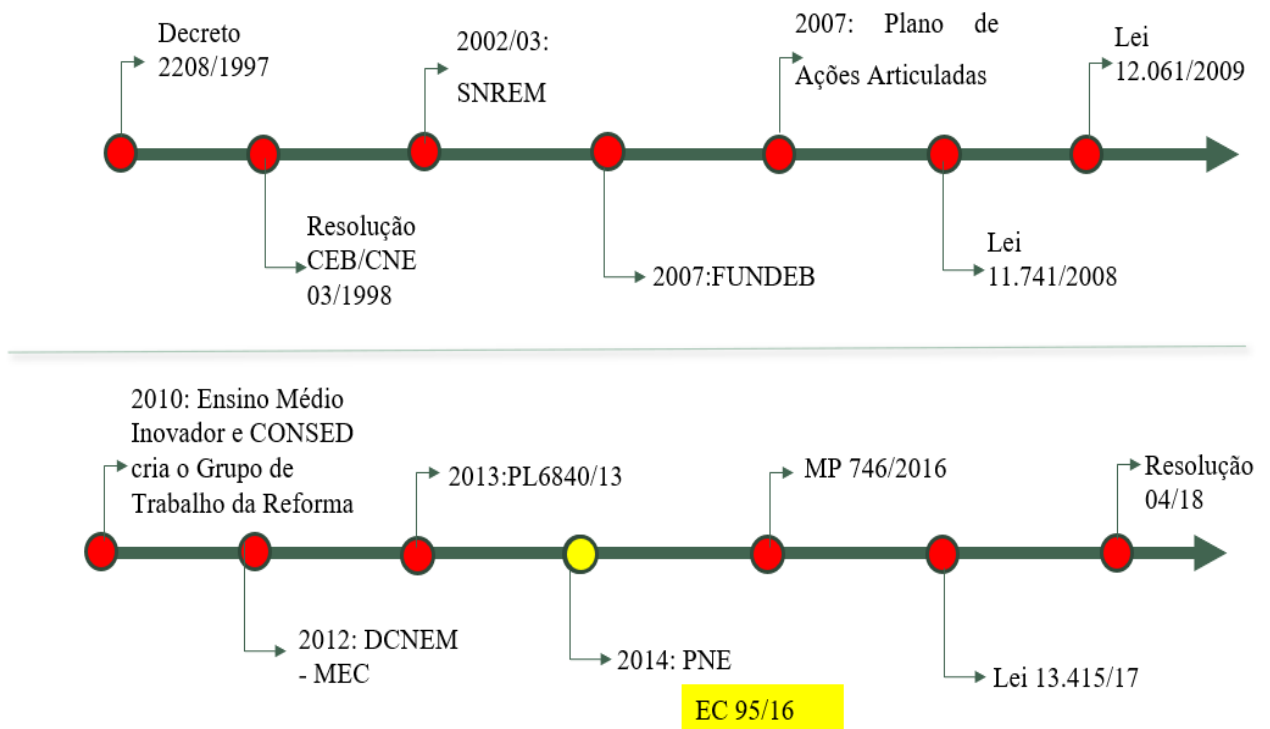 Decreto
2208/1997
Resolução
CEB/CNE
03/1998
2002/03:
SNREM
2007:FUNDEB
2007: Plano de
Ações Articuladas
Lei
11.741/2008
Lei
12.061/2009
2010: Ensino Médio
Inovador e CONSED
cria o Grupo de
Trabalho da Reforma
2012: DCNEM
- MEC
2013:PL6840/13
2014: PNE
EC 95/16
MP 746/2016
Lei 13.415/17
Resolução
04/18